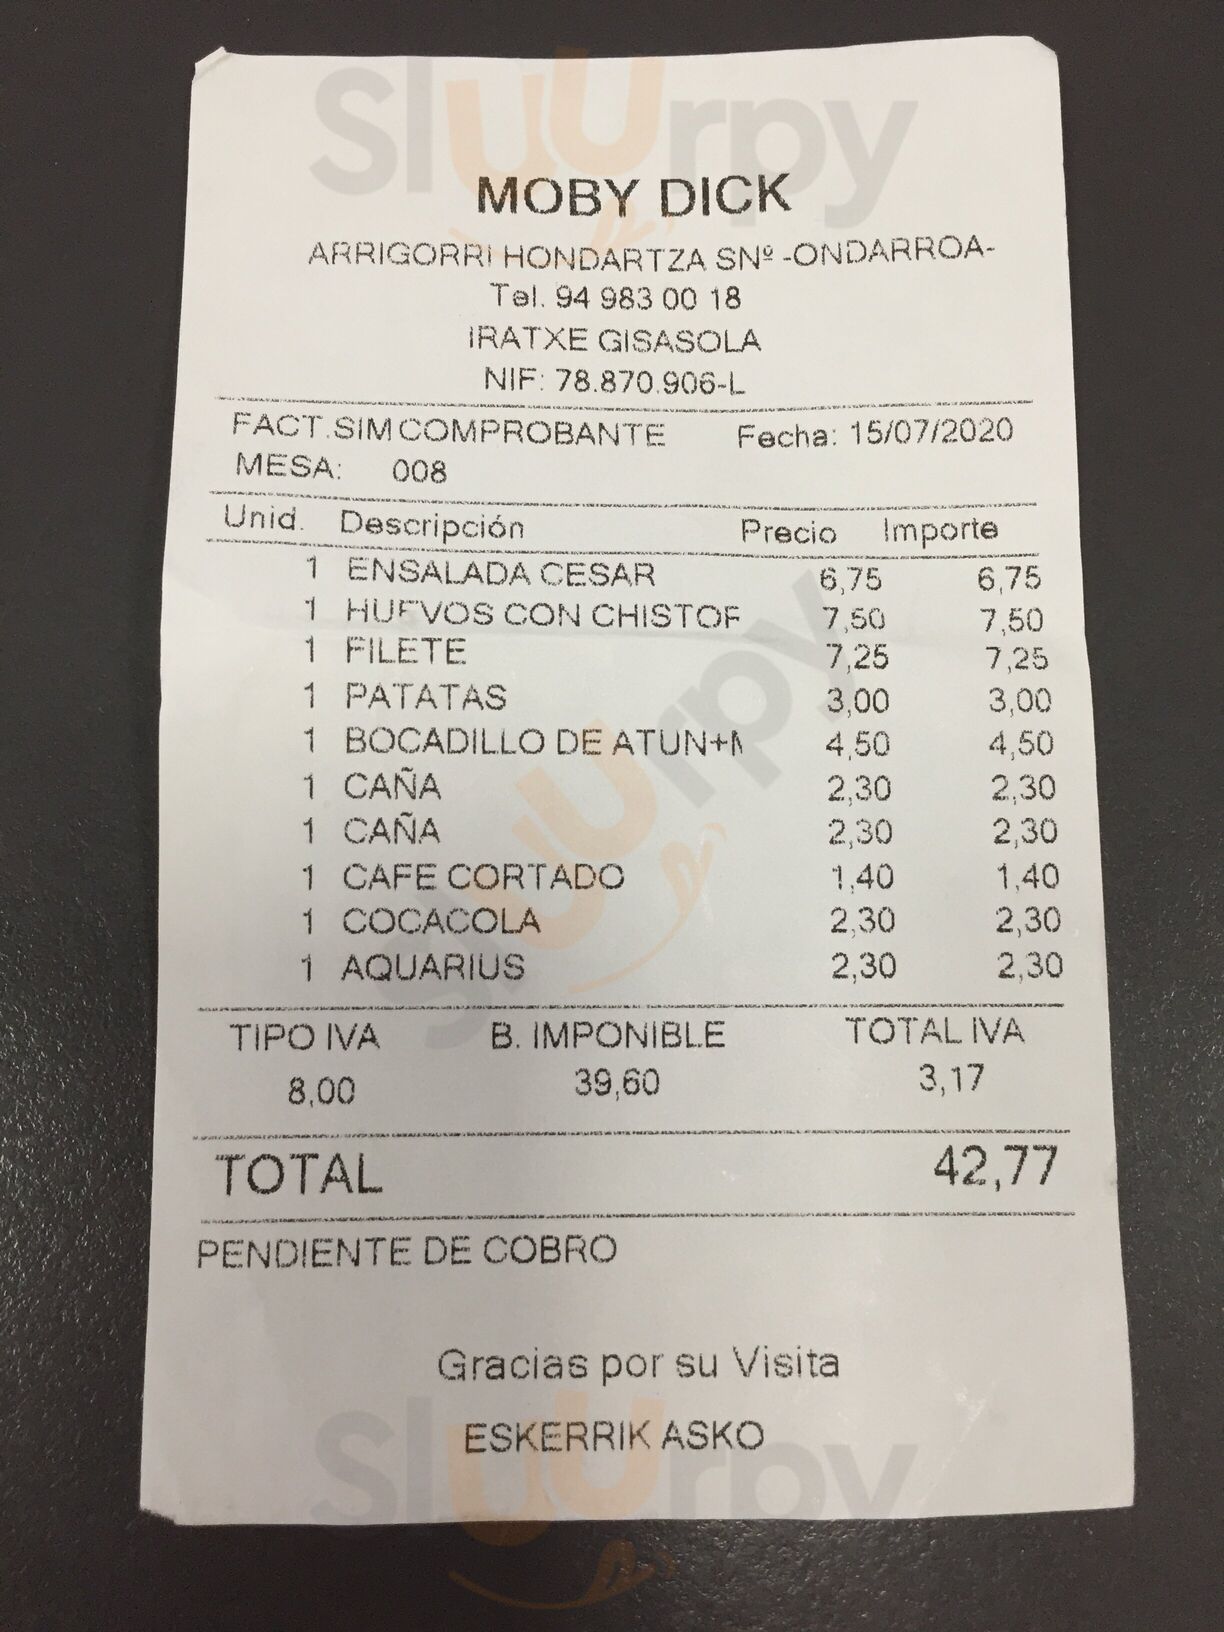 Sluurpy
MOBY DICK
ARRIGORRI HONDARTZA SNº -ONDARROA-
Tel. 94 983 00 18
IRATXE GISASOLA
NIF: 78.870.906-L
FACT.SIM COMPROBANTE Fecha: 15/07/2020
MESA: 008
Unid. Descripción Precio Importe
1 ENSALADA CESAR 6,75 6,75
1 HUEVOS CON CHISTOR 7,50 7,50
1 FILETE 7,25 7,25
1 PATATAS 3,00 3,00
1 BOCADILLO DE ATUN+M 4,50 4,50
1 CAÑA 2,30 2,30
1 CAÑA 2,30 2,30
1 CAFE CORTADO 1,40 1,40
1 COCACOLA 2,30 2,30
1 AQUARIUS 2,30 2,30
Sluurpy
TIPO IVA B. IMPONIBLE TOTAL IVA
8,00 39,60 3,17
TOTAL 42,77
PENDIENTE DE COBRO
Gracias por su Visita
ESKERRIK ASKO
Sluurpy